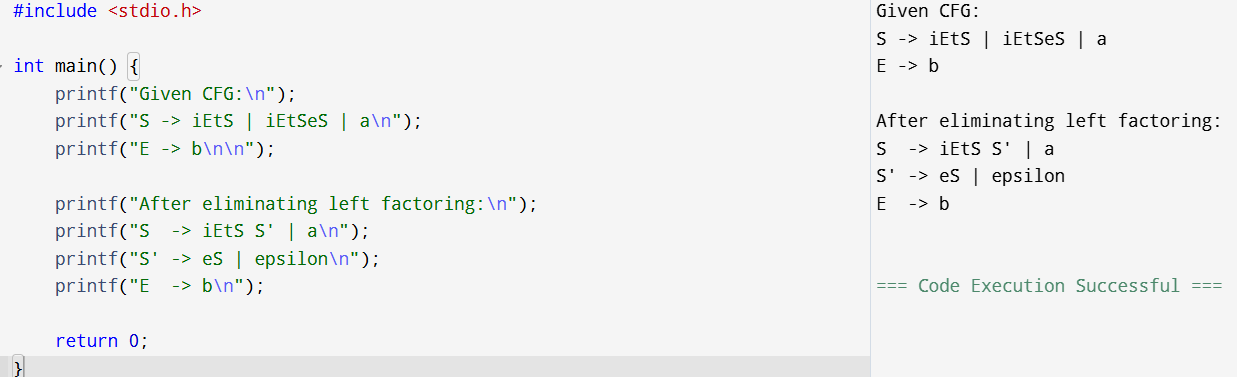 #include <stdio.h>

int main() {
    printf("Given CFG:\n");
    printf("S -> iEtS | iEtSeS | a\n");
    printf("E -> b\n\n");

    printf("After eliminating left factoring:\n");
    printf("S  -> iEtS S' | a\n");
    printf("S' -> eS | epsilon\n");
    printf("E  -> b\n");

    return 0;
}
Given CFG:
S -> iEtS | iEtSeS | a
E -> b

After eliminating left factoring:
S  -> iEtS S' | a
S' -> eS | epsilon
E  -> b

=== Code Execution Successful ===